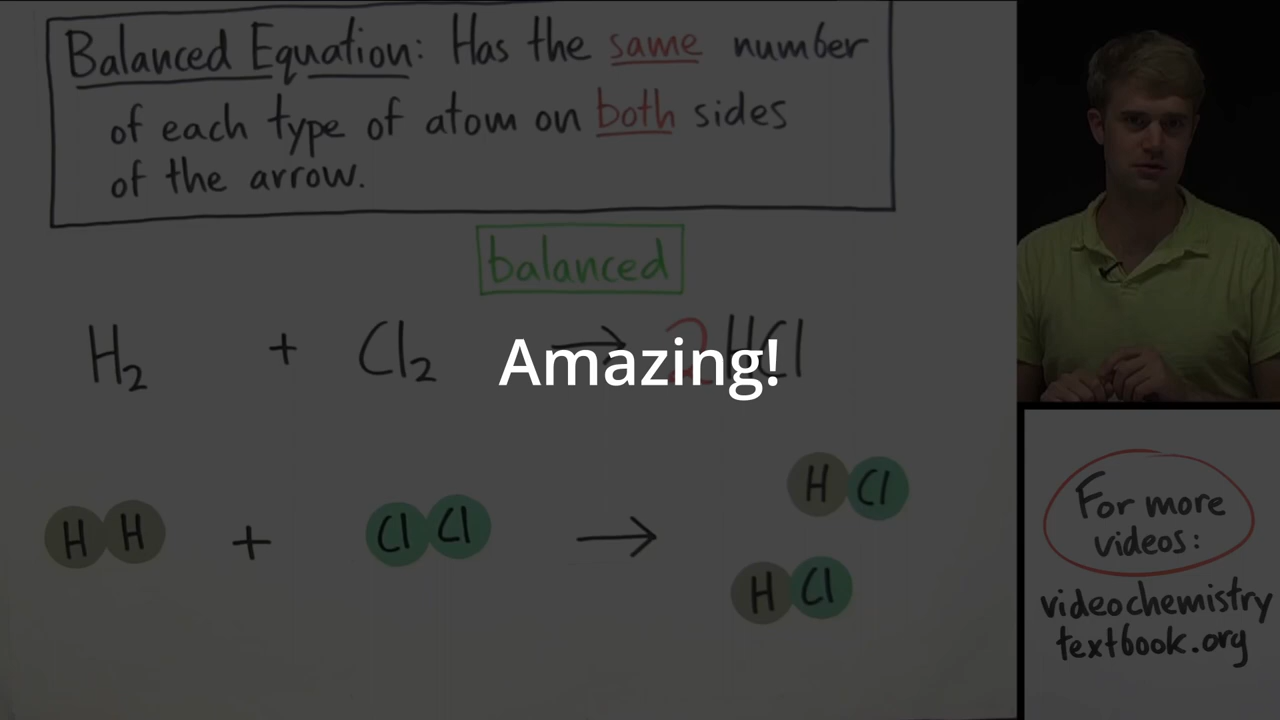 Balanced Equation: Has the same number
of each type of atom on both sides
of the arrow.
balanced
H₂ + Cl₂ → 2HCl
Amazing!
H H + Cl Cl → H Cl
H Cl
For more
videos:
videochemistry
textbook.org